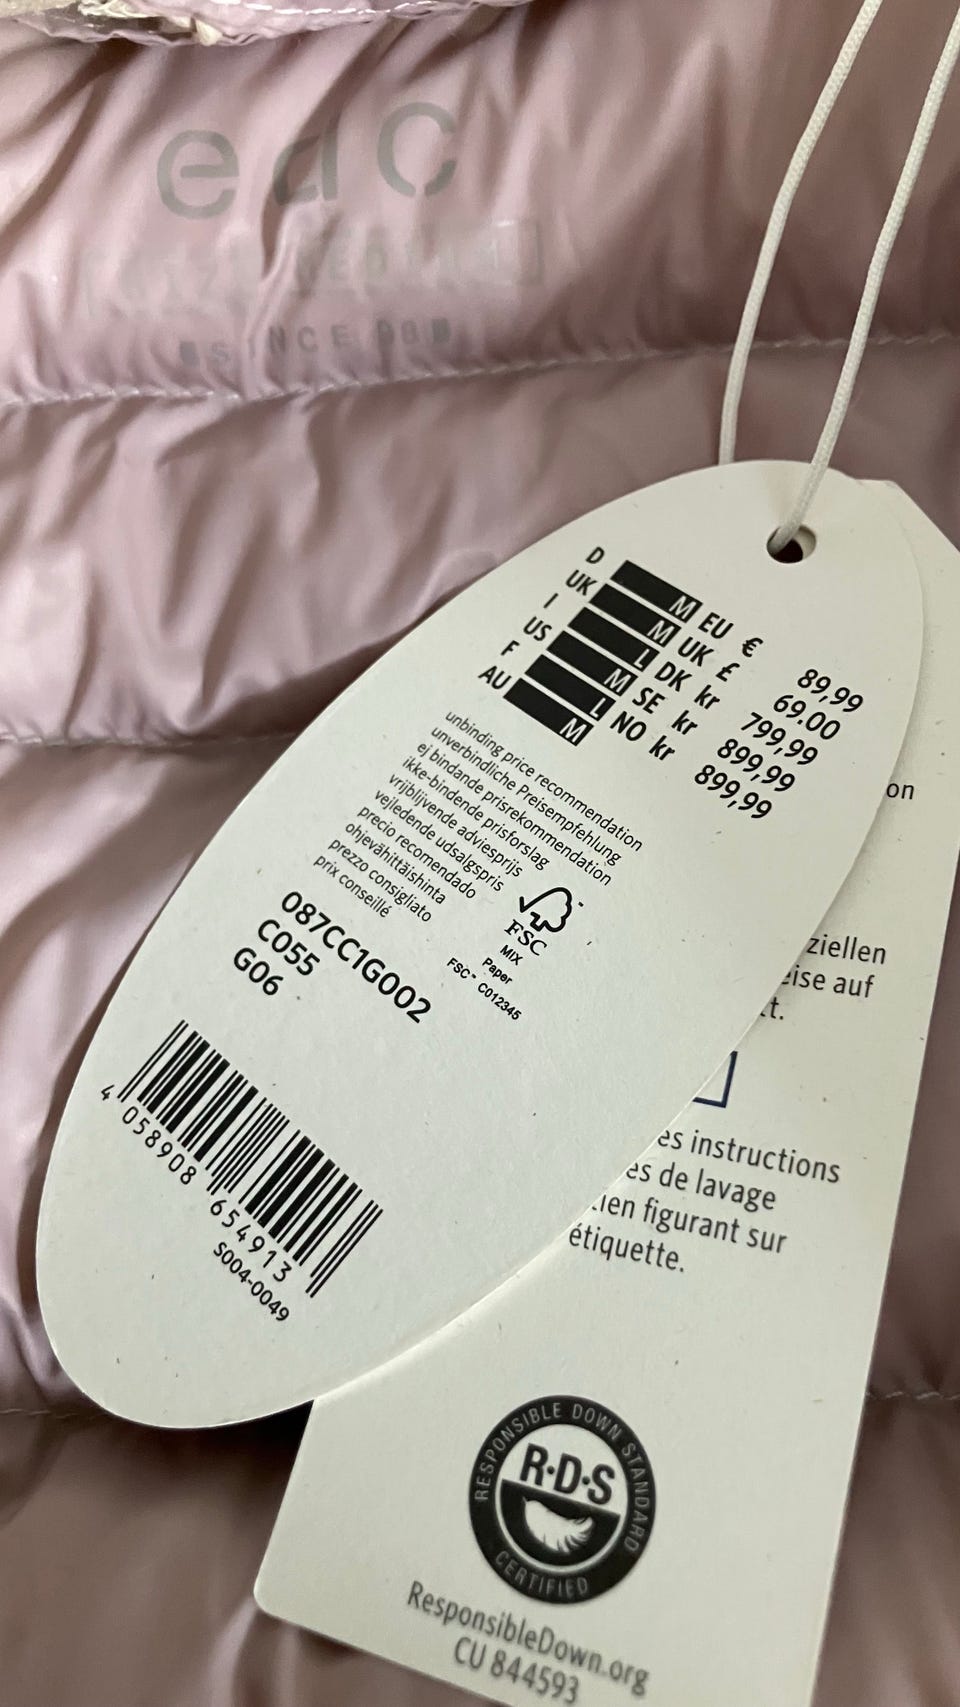 edc
SINCE 98
D M EU € 89,99
UK M UK £ 69.00
I L DK kr 799,99
US M SE kr 899,99
F L NO kr 899,99
AU M
unbinding price recommendation
unverbindliche Preisempfehlung
ej bindande prisrekommendation
ikke-bindende prisforslag
vrijblijvende adviesprijs
vejledende udsalgspris
precio recomendado
ohjevähittäishinta
prezzo consigliato
prix conseillé
FSC
MIX
Paper
FSC™ C012345
087CC1G002
C055
G06
4 058908 654913
S004-0049
on
ziellen
eise auf
tt.
es instructions
es de lavage
tien figurant sur
étiquette.
RESPONSIBLE DOWN STANDARD
R·D·S
CERTIFIED
ResponsibleDown.org
CU 844593